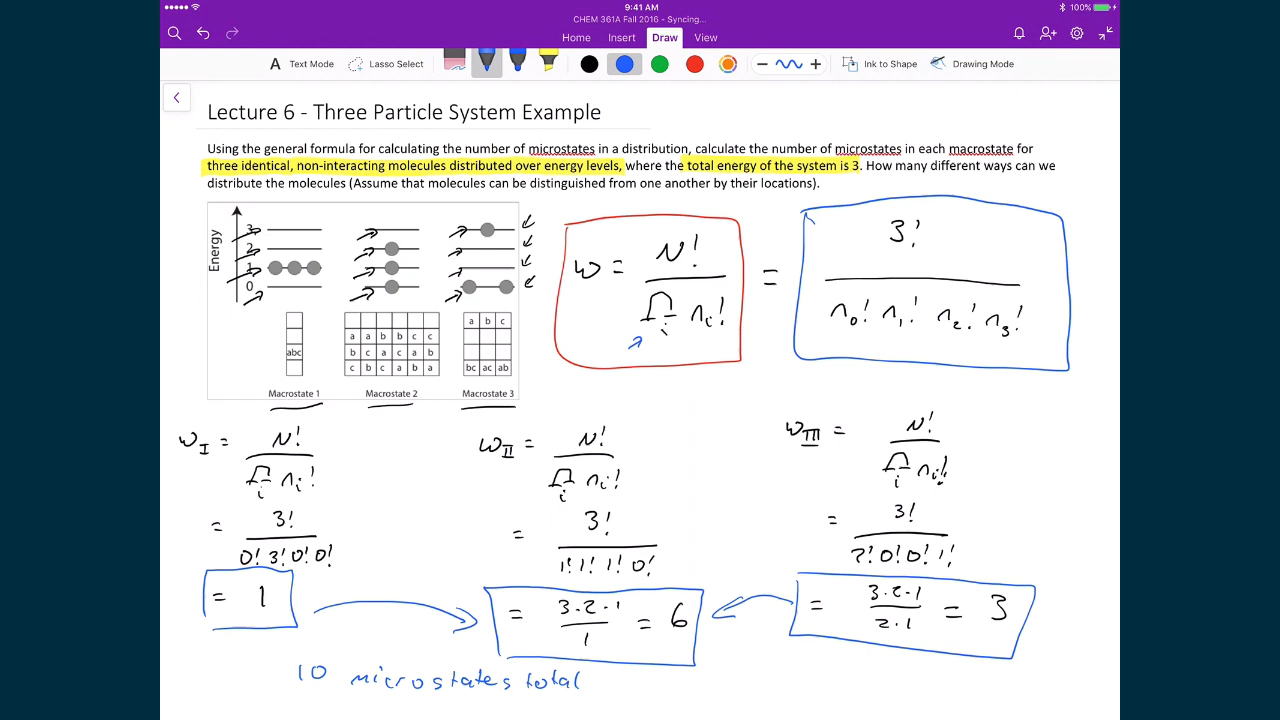 9:41 AM
100%
CHEM 361A Fall 2016 - Syncing...
Home Insert Draw View
A Text Mode Lasso Select Ink to Shape Drawing Mode
Lecture 6 - Three Particle System Example
Using the general formula for calculating the number of microstates in a distribution, calculate the number of microstates in each macrostate for
three identical, non-interacting molecules distributed over energy levels, where the total energy of the system is 3. How many different ways can we
distribute the molecules (Assume that molecules can be distinguished from one another by their locations).
Energy
3
2
1
0
a b c
a a b b c c
abc b c a c a b
c b c a b a bc ac ab
Macrostate 1 Macrostate 2 Macrostate 3
ω = N! / ∏i ni! = 3! / n0! n1! n2! n3!
ωI = N! / ∏i ni! ωII = N! / ∏i ni! ωIII = N! / ∏i ni!
= 3! / 0! 3! 0! 0! = 3! / 1! 1! 1! 0! = 3! / 2! 0! 0! 1!
= 1 = 3·2·1 / 1 = 6 = 3·2·1 / 2·1 = 3
10 microstates total